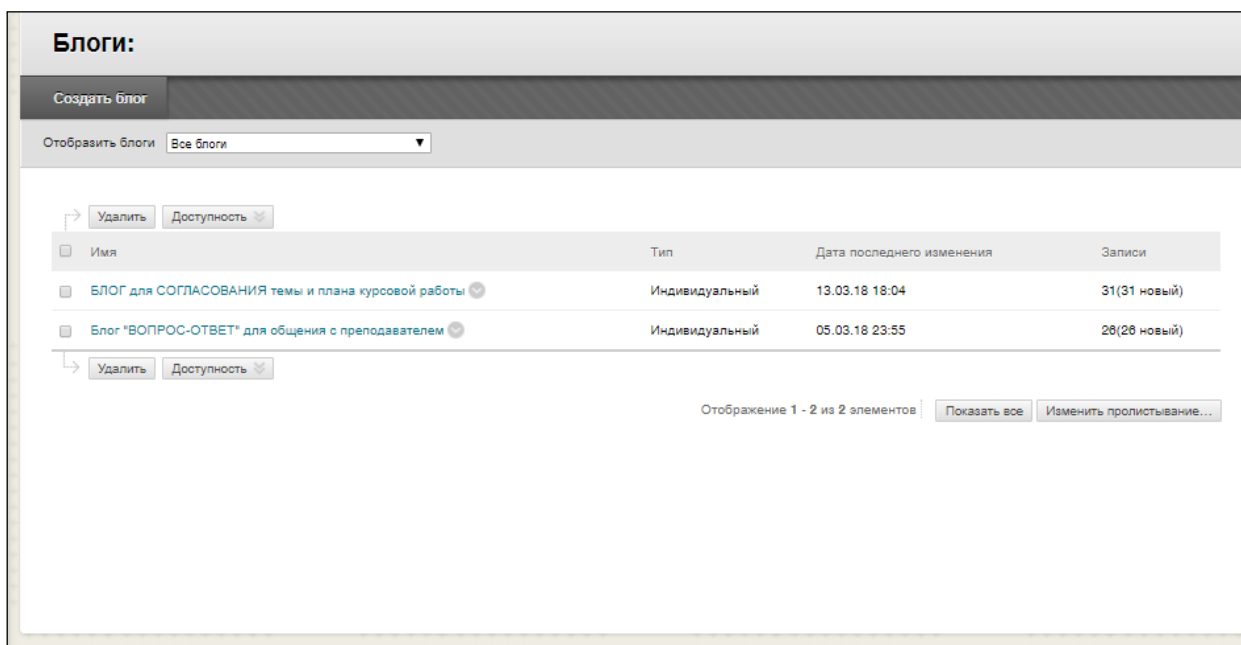 Блоги:
Создать блог
Отобразить блоги Все блоги
Удалить Доступность
Имя Тип Дата последнего изменения Записи
БЛОГ для СОГЛАСОВАНИЯ темы и плана курсовой работы Индивидуальный 13.03.18 18:04 31(31 новый)
Блог "ВОПРОС-ОТВЕТ" для общения с преподавателем Индивидуальный 05.03.18 23:55 26(26 новый)
Удалить Доступность
Отображение 1 - 2 из 2 элементов Показать все Изменить пролистывание...